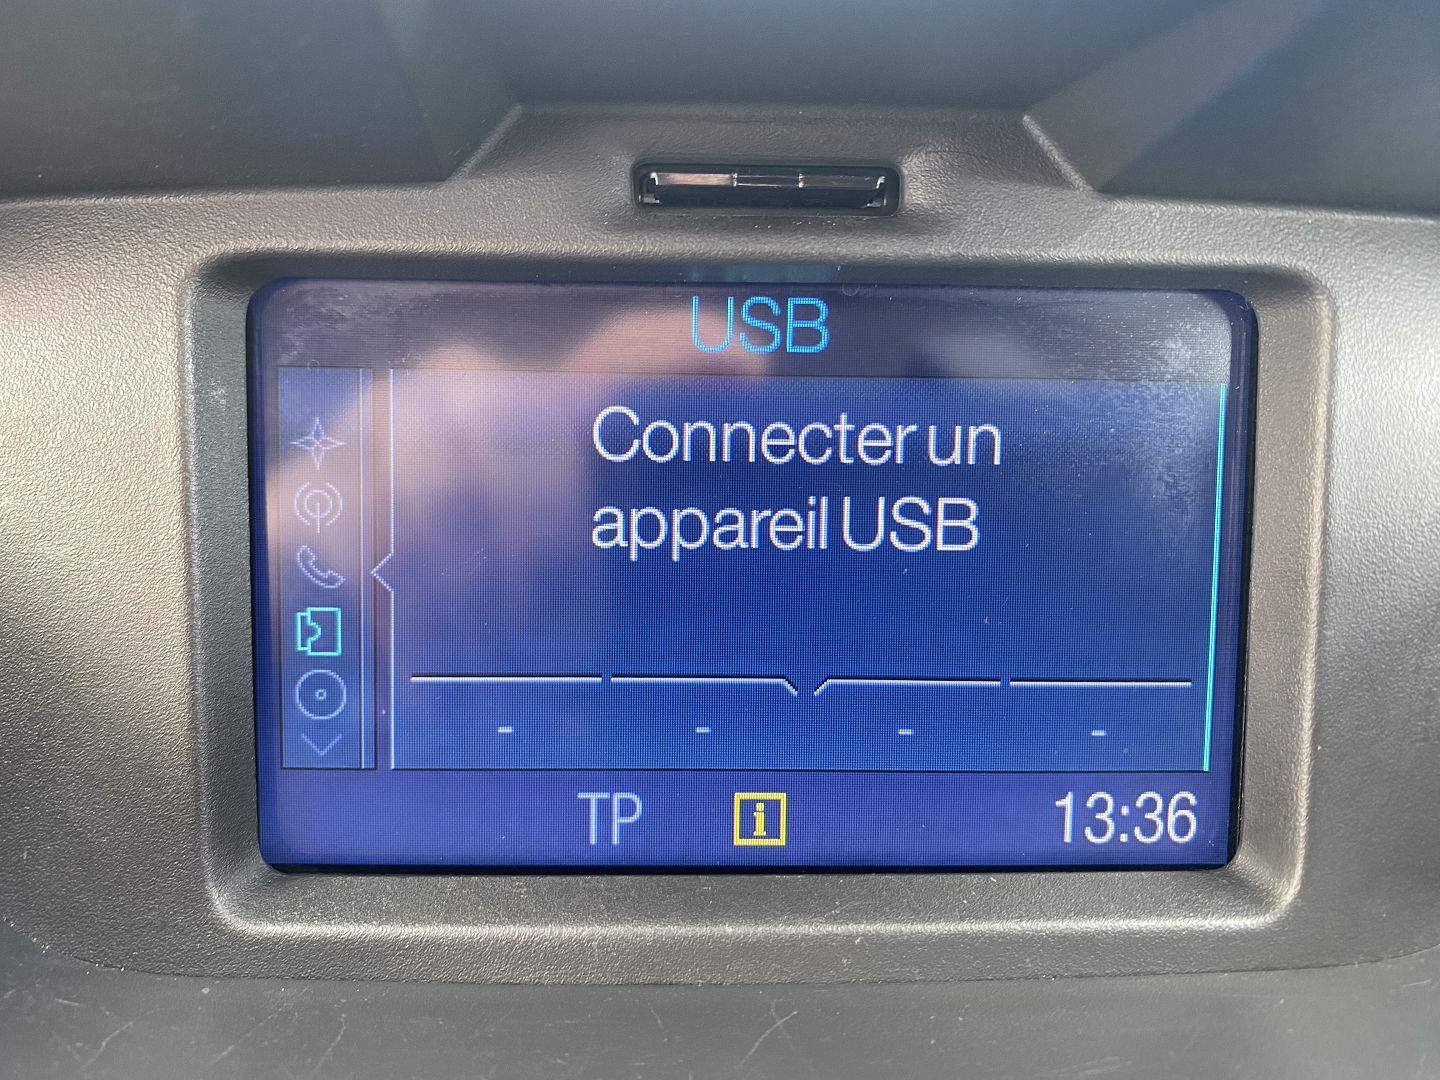 USB
Connecter un
appareil USB
- - - -
TP i 13:36